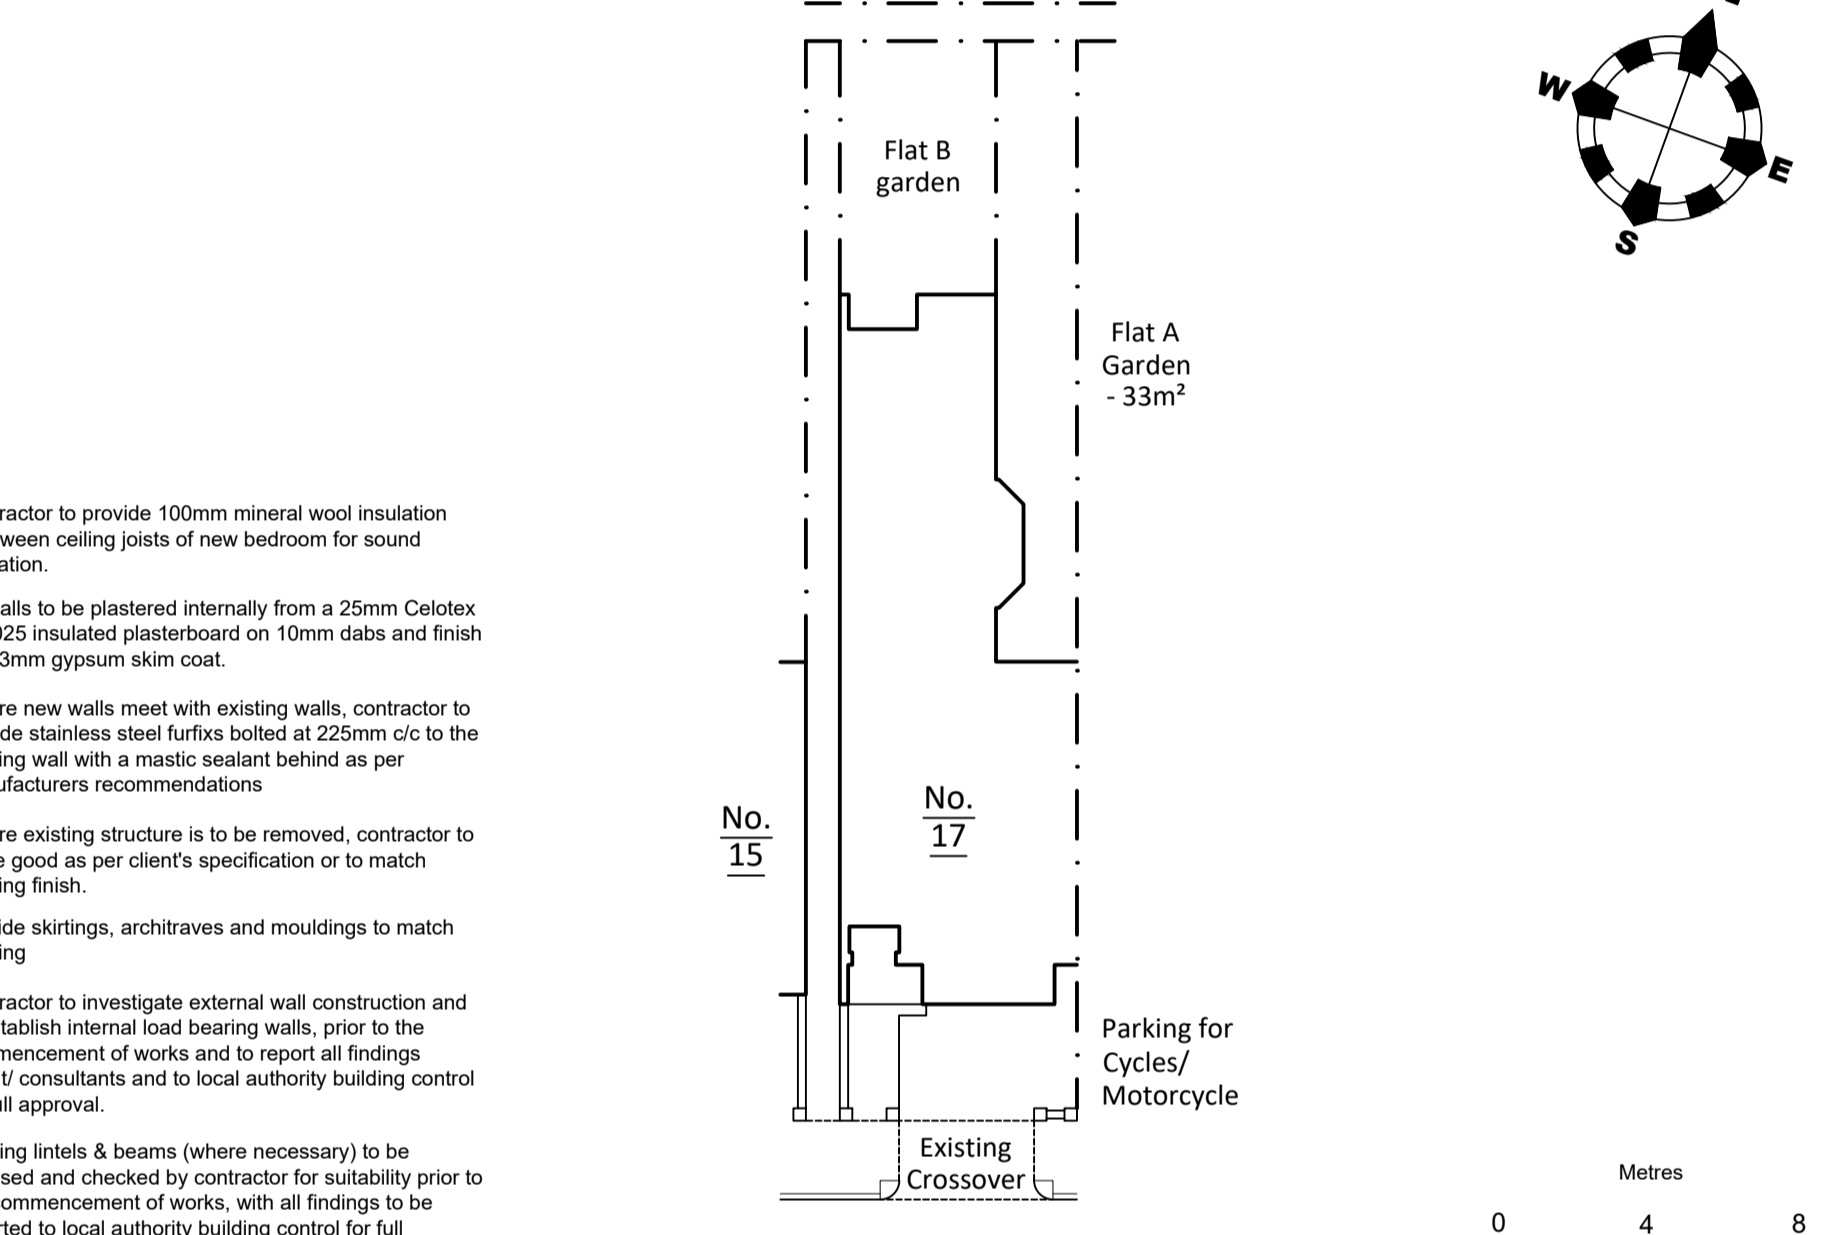 ractor to provide 100mm mineral wool insulation
ween ceiling joists of new bedroom for sound
ation.
alls to be plastered internally from a 25mm Celotex
025 insulated plasterboard on 10mm dabs and finish
3mm gypsum skim coat.
re new walls meet with existing walls, contractor to
de stainless steel furfixs bolted at 225mm c/c to the
ing wall with a mastic sealant behind as per
ufacturers recommendations
re existing structure is to be removed, contractor to
e good as per client's specification or to match
ing finish.
ide skirtings, architraves and mouldings to match
ing
ractor to investigate external wall construction and
tablish internal load bearing walls, prior to the
mencement of works and to report all findings
t/ consultants and to local authority building control
ull approval.
ing lintels & beams (where necessary) to be
sed and checked by contractor for suitability prior to
commencement of works, with all findings to be
rted to local authority building control for full
Flat B
garden
Flat A
Garden
- 33m²
No.
15
No.
17
Parking for
Cycles/
Motorcycle
Existing
Crossover
W
E
S
Metres
0 4 8